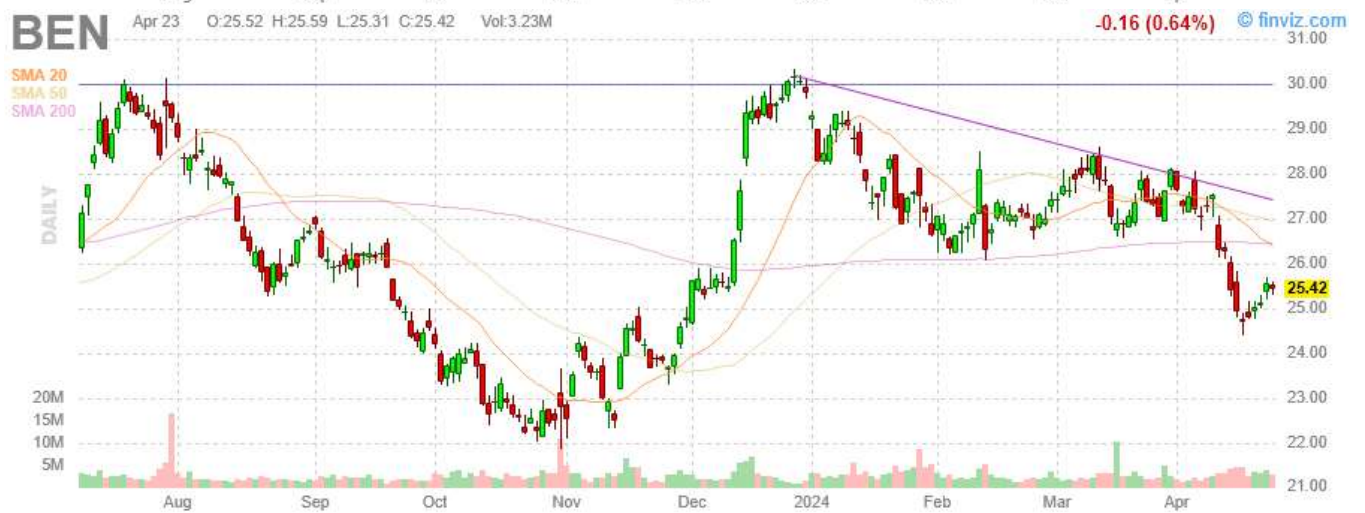 BEN Apr 23 O:25.52 H:25.59 L:25.31 C:25.42 Vol:3.23M -0.16 (0.64%) © finviz.com
31.00
SMA 20
SMA 50
SMA 200
30.00
29.00
28.00
DAILY
27.00
26.00
25.42
25.00
24.00
20M 23.00
15M
10M 22.00
5M
21.00
Aug Sep Oct Nov Dec 2024 Feb Mar Apr